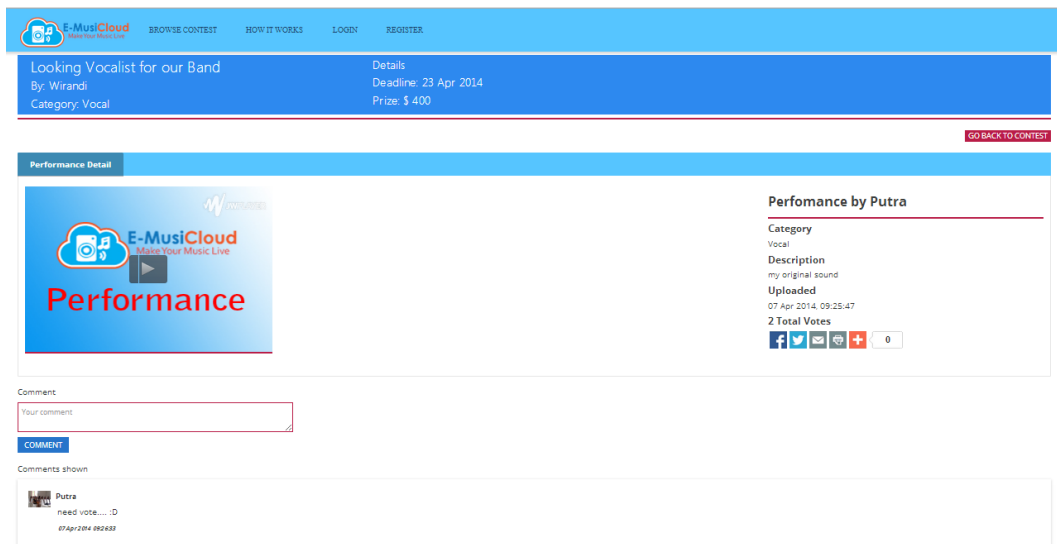 E-MusiCloud
Make Your Music Live
BROWSE CONTEST HOW IT WORKS LOGIN REGISTER
Looking Vocalist for our Band
By: Wirandi
Category: Vocal
Details
Deadline: 23 Apr 2014
Prize: $ 400
GO BACK TO CONTEST
Performance Detail
E-MusiCloud
Make Your Music Live
Performance
Perfomance by Putra
Category
Vocal
Description
my original sound
Uploaded
07 Apr 2014, 09:25:47
2 Total Votes
0
Comment
Your comment
COMMENT
Comments shown
Putra
need vote.... :D